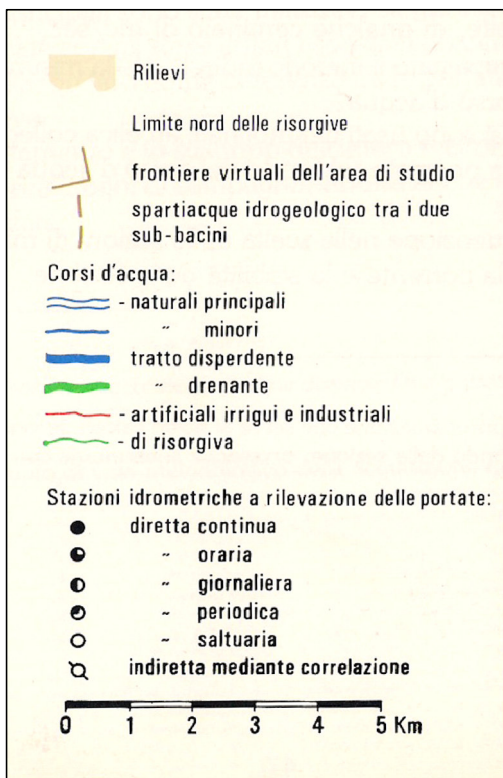 Rilievi
Limite nord delle risorgive
frontiere virtuali dell'area di studio
spartiacque idrogeologico tra i due
sub-bacini
Corsi d'acqua:
- naturali principali
" minori
tratto disperdente
" drenante
- artificiali irrigui e industriali
- di risorgiva
Stazioni idrometriche a rilevazione delle portate:
diretta continua
" oraria
" giornaliera
" periodica
" saltuaria
indiretta mediante correlazione
0 1 2 3 4 5 Km